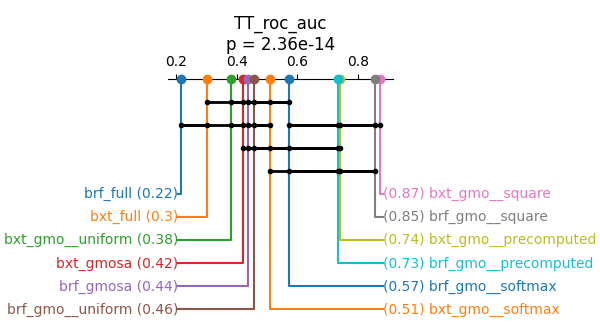 TT_roc_auc
p = 2.36e-14
0.2 0.4 0.6 0.8
brf_full (0.22) (0.87) bxt_gmo__square
bxt_full (0.3) (0.85) brf_gmo__square
bxt_gmo__uniform (0.38) (0.74) bxt_gmo__precomputed
bxt_gmosa (0.42) (0.73) brf_gmo__precomputed
brf_gmosa (0.44) (0.57) brf_gmo__softmax
brf_gmo__uniform (0.46) (0.51) bxt_gmo__softmax